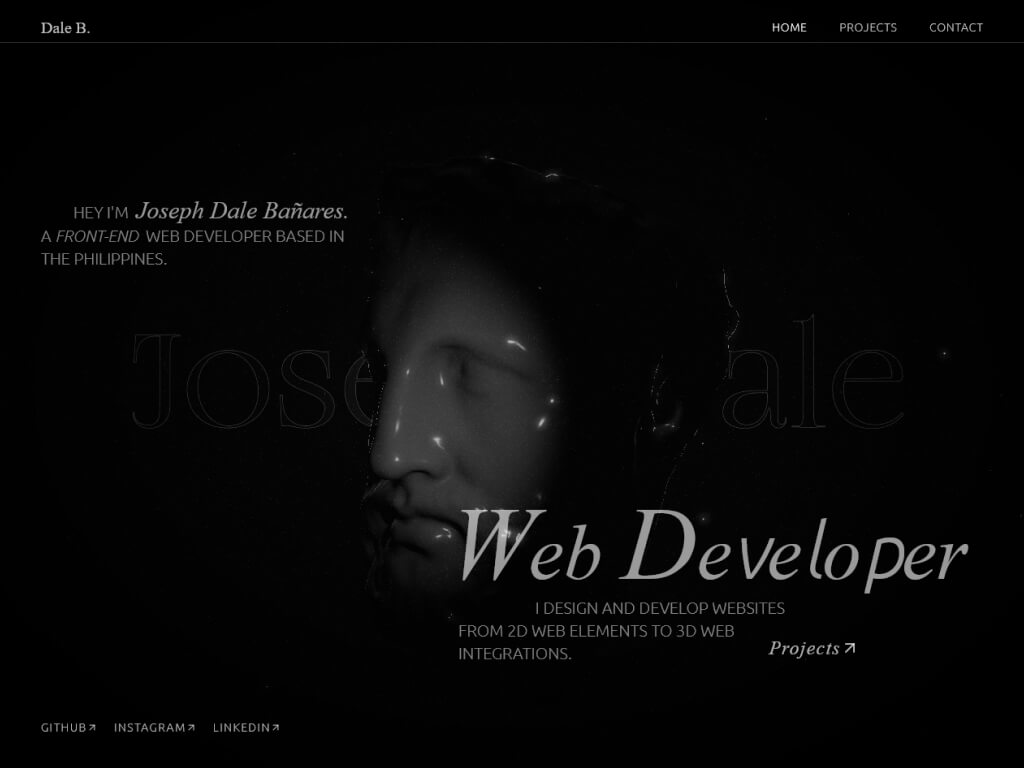 Dale B.
HOME PROJECTS CONTACT
HEY I'M Joseph Dale Bañares.
A FRONT-END WEB DEVELOPER BASED IN
THE PHILIPPINES.
Jose ale
Web Developer
I DESIGN AND DEVELOP WEBSITES
FROM 2D WEB ELEMENTS TO 3D WEB
INTEGRATIONS.
Projects
GITHUB INSTAGRAM LINKEDIN